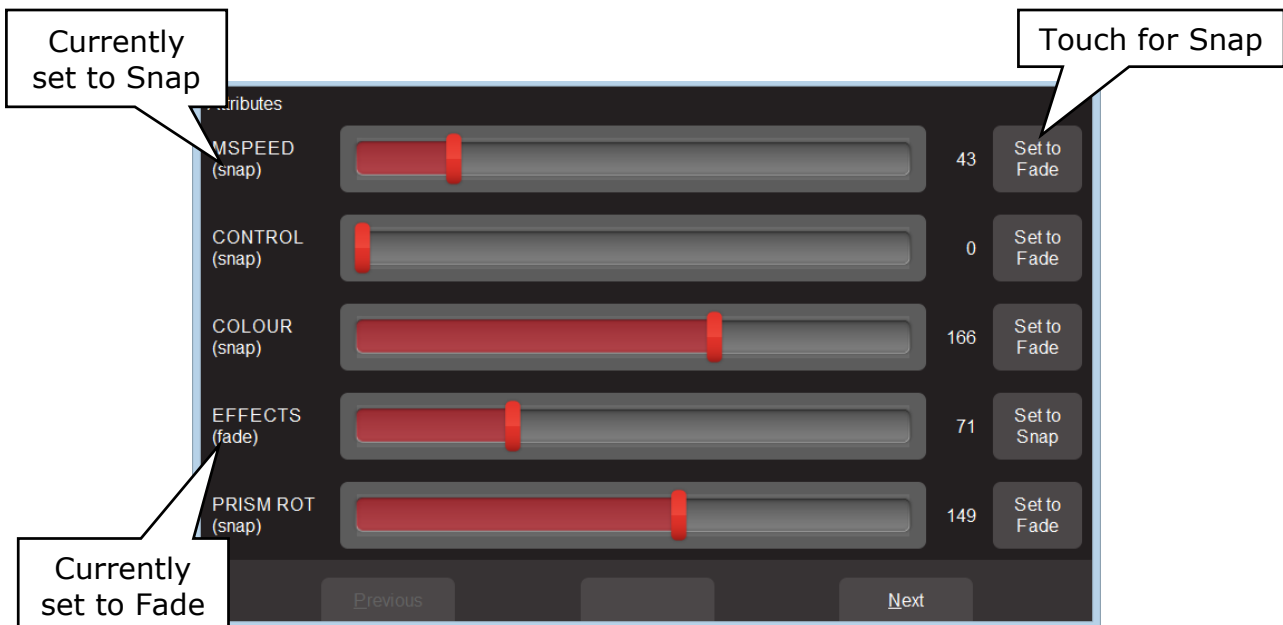 Currently
set to Snap
Touch for Snap
MSPEED
(snap)
43
Set to
Fade
CONTROL
(snap)
0
Set to
Fade
COLOUR
(snap)
166
Set to
Fade
EFFECTS
(fade)
71
Set to
Snap
PRISM ROT
(snap)
149
Set to
Fade
Currently
set to Fade
Previous
Next